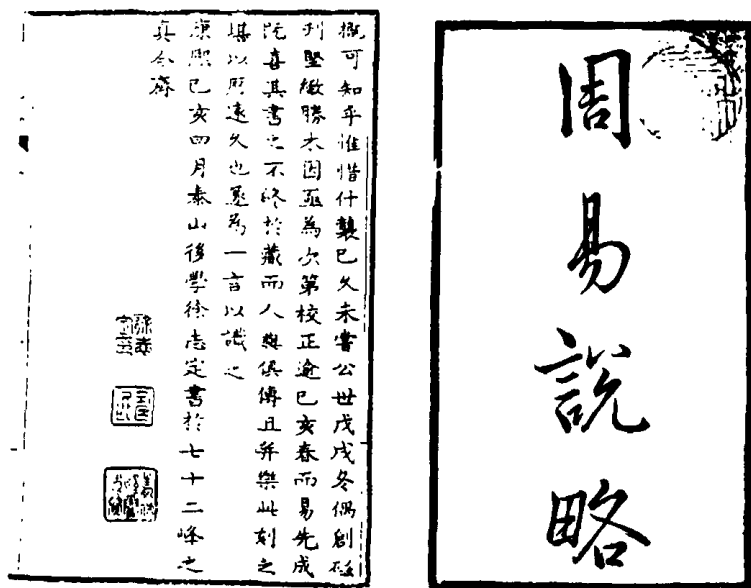 周易說略
概可知乎惟惜什襲已久未嘗公世戊戌冬偶創磁
刊堅緻勝木因亟為次第校正逾己亥春而易先成
既喜其書之不終於藏而人與俱傳且并樂此刻之
堪以歷遠久也爰為一言以識之
康熙己亥四月泰山後學徐志定書於七十二峰之
真合齋